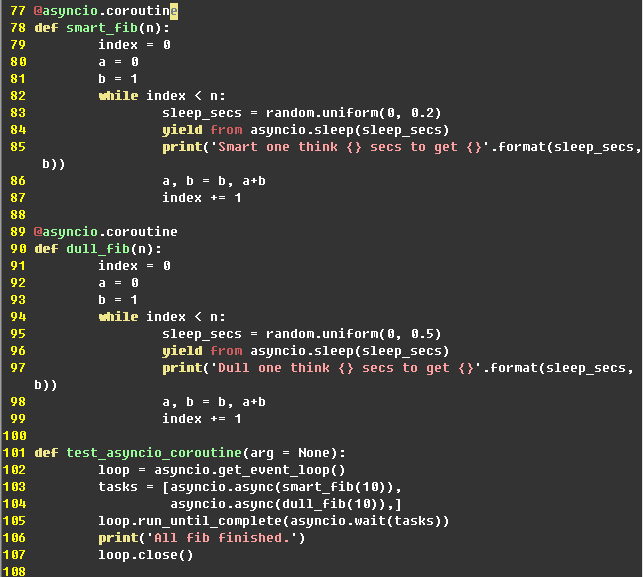 77 @asyncio.coroutine
78 def smart_fib(n):
79         index = 0
80         a = 0
81         b = 1
82         while index < n:
83                 sleep_secs = random.uniform(0, 0.2)
84                 yield from asyncio.sleep(sleep_secs)
85                 print('Smart one think {} secs to get {}'.format(sleep_secs,
 b))
86                 a, b = b, a+b
87                 index += 1
88
89 @asyncio.coroutine
90 def dull_fib(n):
91         index = 0
92         a = 0
93         b = 1
94         while index < n:
95                 sleep_secs = random.uniform(0, 0.5)
96                 yield from asyncio.sleep(sleep_secs)
97                 print('Dull one think {} secs to get {}'.format(sleep_secs,
b))
98                 a, b = b, a+b
99                 index += 1
100
101 def test_asyncio_coroutine(arg = None):
102         loop = asyncio.get_event_loop()
103         tasks = [asyncio.async(smart_fib(10)),
104                  asyncio.async(dull_fib(10)),]
105         loop.run_until_complete(asyncio.wait(tasks))
106         print('All fib finished.')
107         loop.close()
108